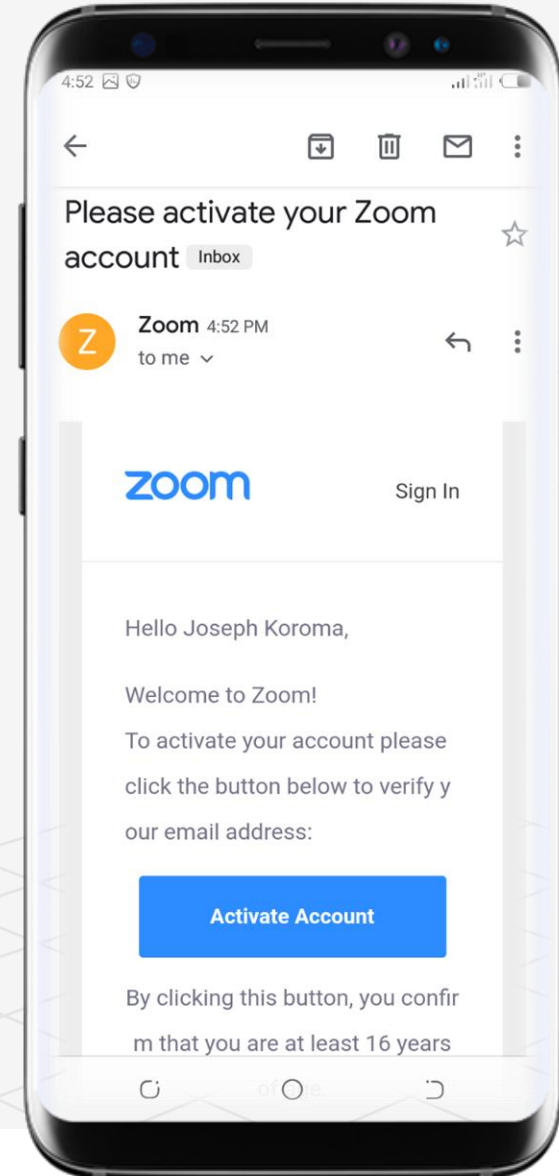 4:52
Please activate your Zoom
account Inbox
Z
Zoom 4:52 PM
to me
zoom
Sign In
Hello Joseph Koroma,
Welcome to Zoom!
To activate your account please
click the button below to verify y
our email address:
Activate Account
By clicking this button, you confir
m that you are at least 16 years
of age.